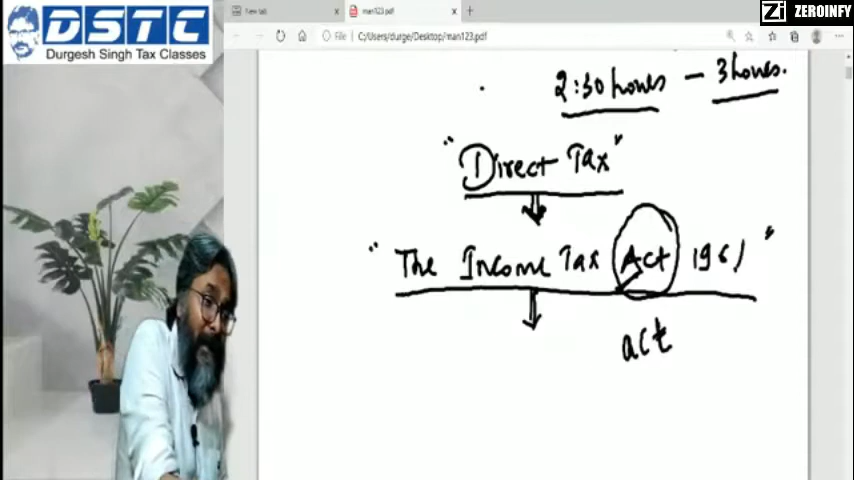 DSTC
Durgesh Singh Tax Classes
New tab
man123.pdf
File | C:/Users/durge/Desktop/man123.pdf
Zi ZEROINFY
2:30 hours - 3 hours.
"Direct Tax"
"The Income Tax Act 1961"
act